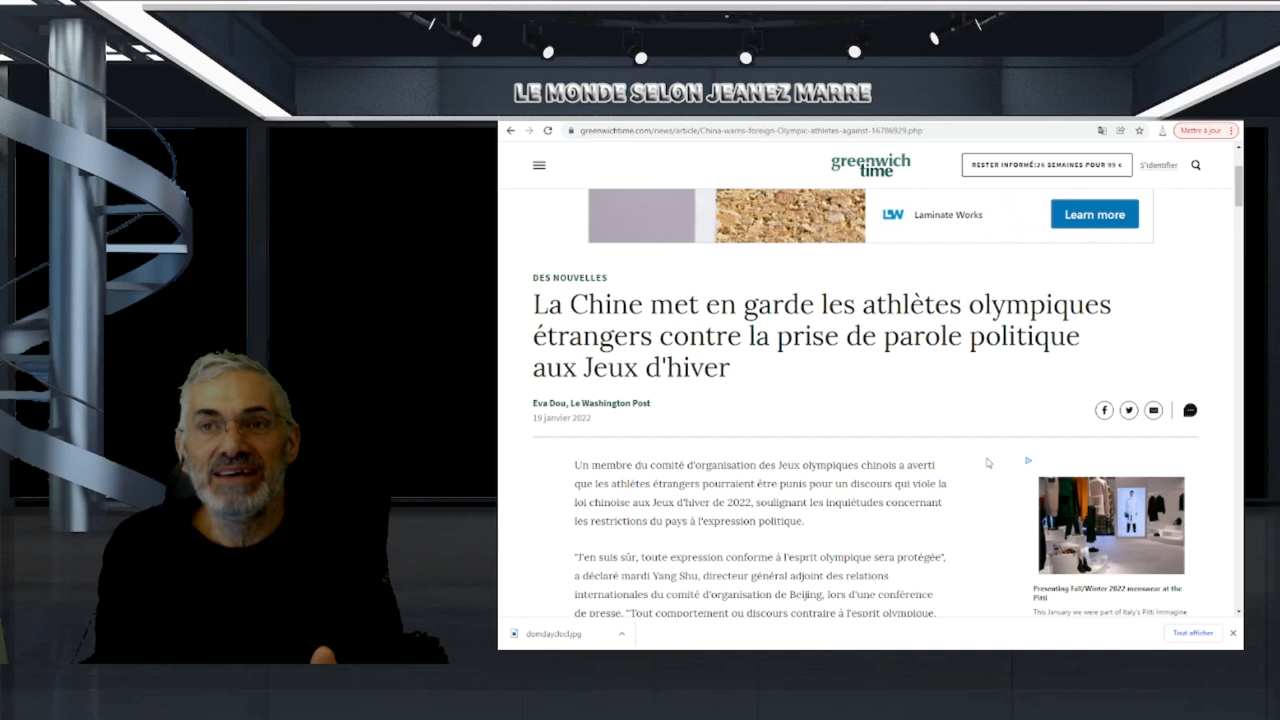 LE MONDE SELON JEANEZ MARRE
greenwichtime.com/news/article/China-warns-foreign-Olympic-athletes-against-16786929.php
Mettre à jour
greenwich
time
RESTER INFORMÉ:26 SEMAINES POUR 99 ¢
S'identifier
Laminate Works
Learn more
DES NOUVELLES
La Chine met en garde les athlètes olympiques
étrangers contre la prise de parole politique
aux Jeux d'hiver
Eva Dou, Le Washington Post
19 janvier 2022
Un membre du comité d'organisation des Jeux olympiques chinois a averti
que les athlètes étrangers pourraient être punis pour un discours qui viole la
loi chinoise aux Jeux d'hiver de 2022, soulignant les inquiétudes concernant
les restrictions du pays à l'expression politique.
"J'en suis sûr, toute expression conforme à l'esprit olympique sera protégée",
a déclaré mardi Yang Shu, directeur général adjoint des relations
internationales du comité d'organisation de Beijing, lors d'une conférence
de presse. "Tout comportement ou discours contraire à l'esprit olympique,
Presenting Fall/Winter 2022 menswear at the
Pitti
This January we were part of Italy's Pitti Immagine
domdayclocl.jpg
Tout afficher